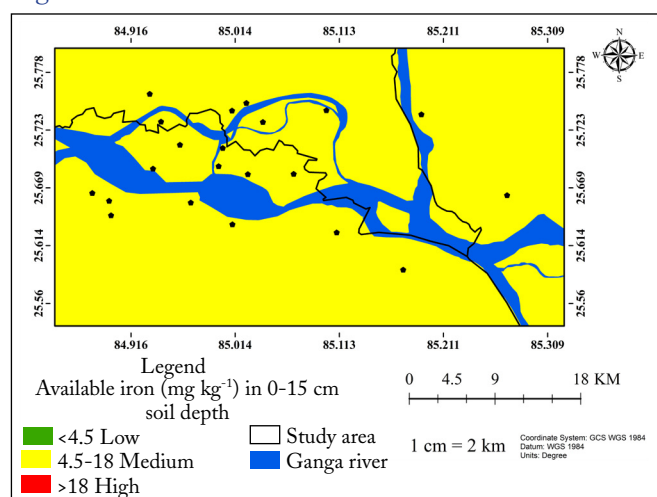 84.916 85.014 85.113 85.211 85.309
N
W E
S
25.778 25.778
25.723 25.723
25.669 25.669
25.614 25.614
25.56 25.56
84.916 85.014 85.113 85.211 85.309
Legend
Available iron (mg kg⁻¹) in 0-15 cm
soil depth
<4.5 Low
4.5-18 Medium
>18 High
Study area
Ganga river
0 4.5 9 18 KM
1 cm = 2 km
Coordinate System: GCS WGS 1984
Datum: WGS 1984
Units: Degree